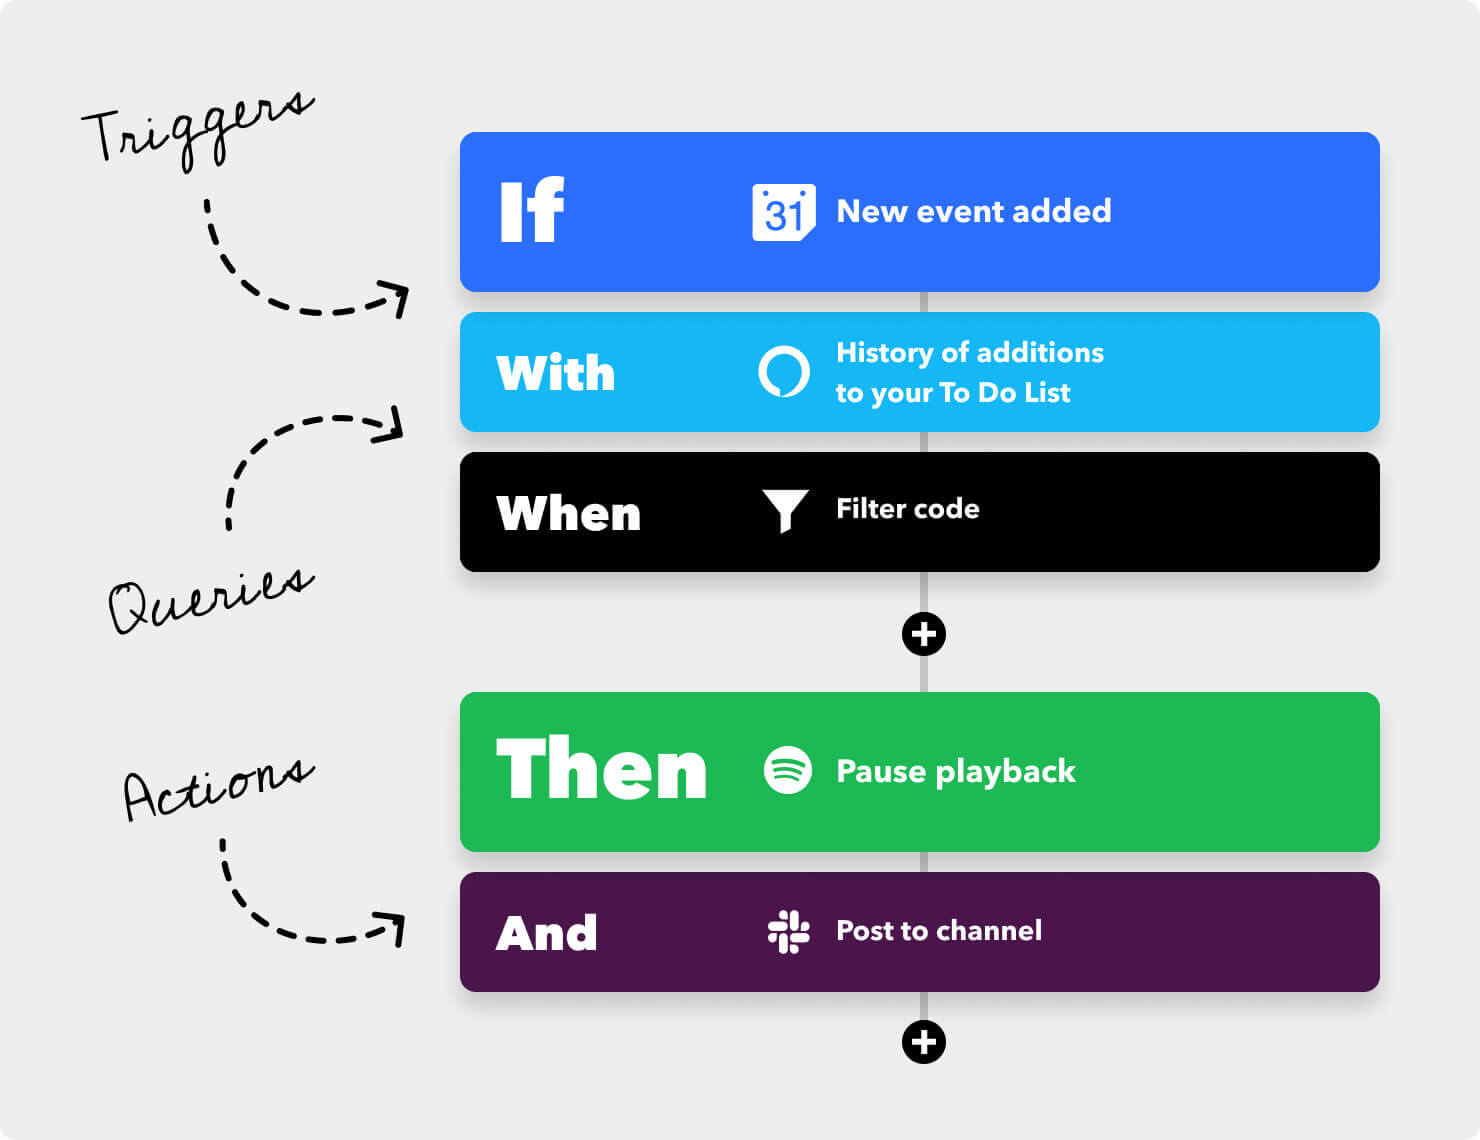 Triggers
If
31
New event added
With
History of additions
to your To Do List
When
Filter code
Queries
Then
Pause playback
Actions
And
Post to channel